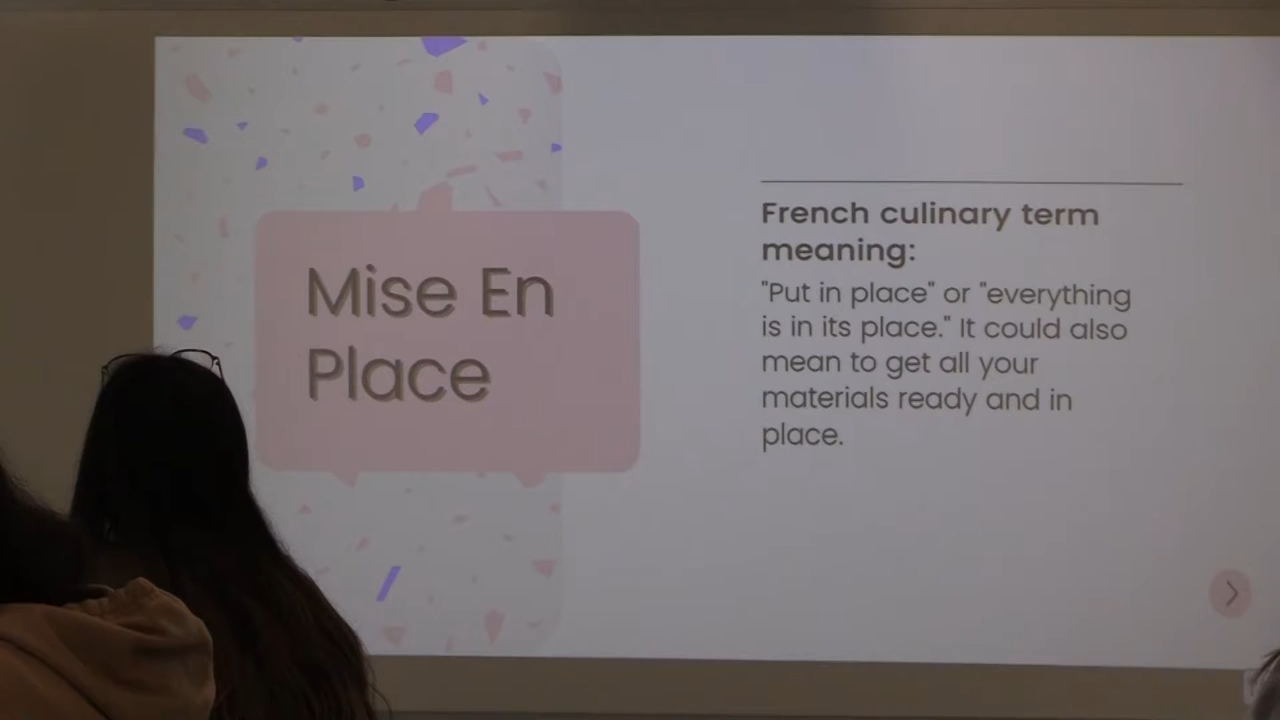 Mise En
Place
French culinary term
meaning:
"Put in place" or "everything
is in its place." It could also
mean to get all your
materials ready and in
place.